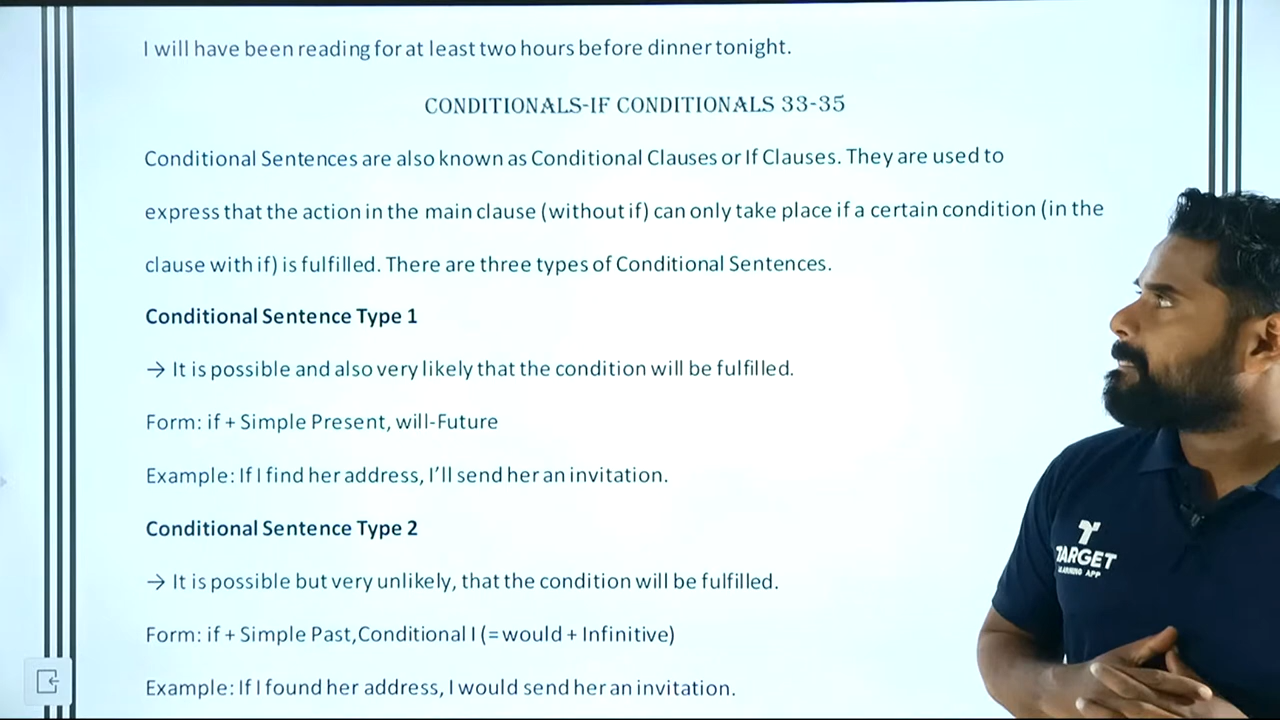 I will have been reading for at least two hours before dinner tonight.
CONDITIONALS-IF CONDITIONALS 33-35
Conditional Sentences are also known as Conditional Clauses or If Clauses. They are used to
express that the action in the main clause (without if) can only take place if a certain condition (in the
clause with if) is fulfilled. There are three types of Conditional Sentences.
Conditional Sentence Type 1
→ It is possible and also very likely that the condition will be fulfilled.
Form: if + Simple Present, will-Future
Example: If I find her address, I’ll send her an invitation.
Conditional Sentence Type 2
→ It is possible but very unlikely, that the condition will be fulfilled.
Form: if + Simple Past,Conditional I (= would + Infinitive)
Example: If I found her address, I would send her an invitation.
TARGET
LEARNING APP